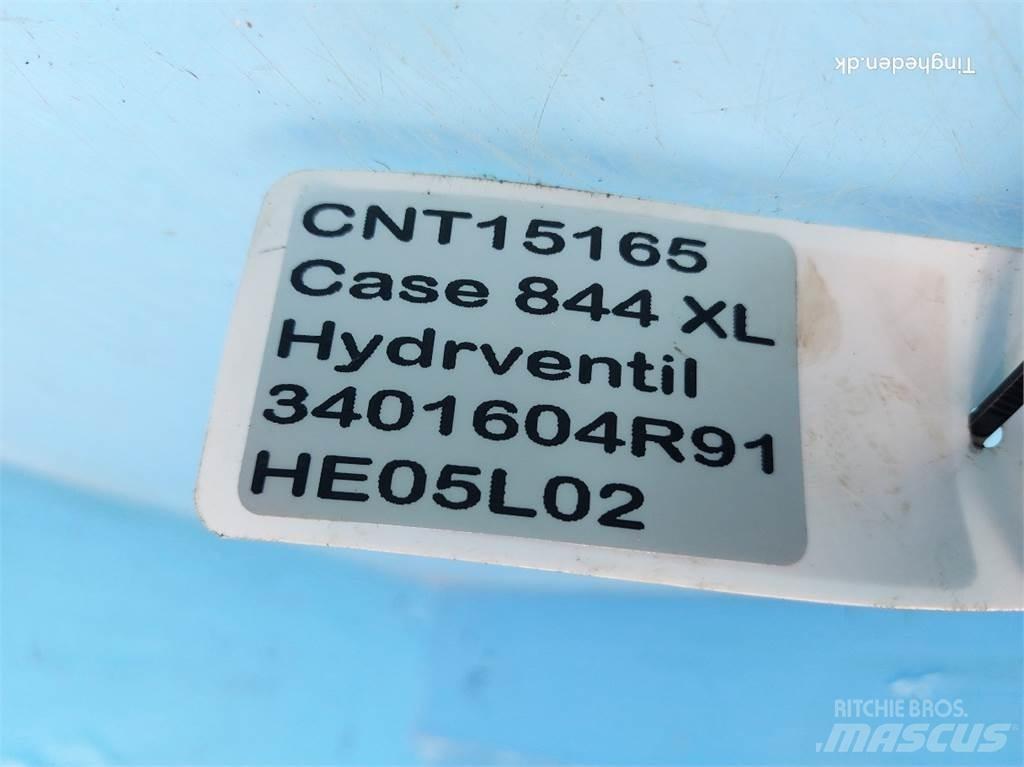 Tingheden.dk
CNT15165
Case 844 XL
Hydrventil
3401604R91
HE05L02
RITCHIE BROS.
MASCUS